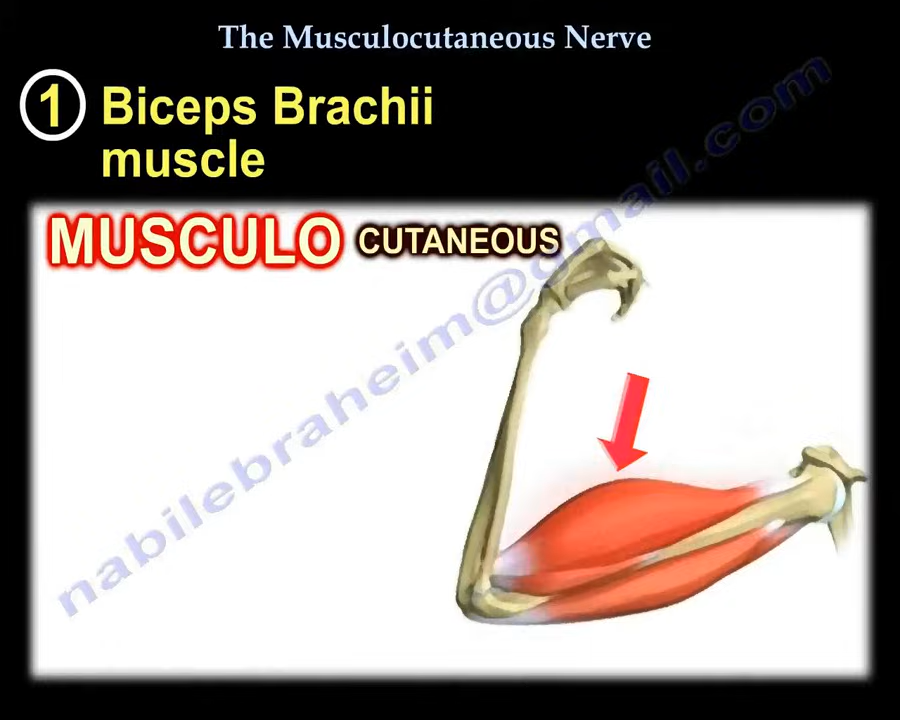 The Musculocutaneous Nerve
1 Biceps Brachii
muscle
MUSCULO CUTANEOUS
nabilebraheim@gmail.com